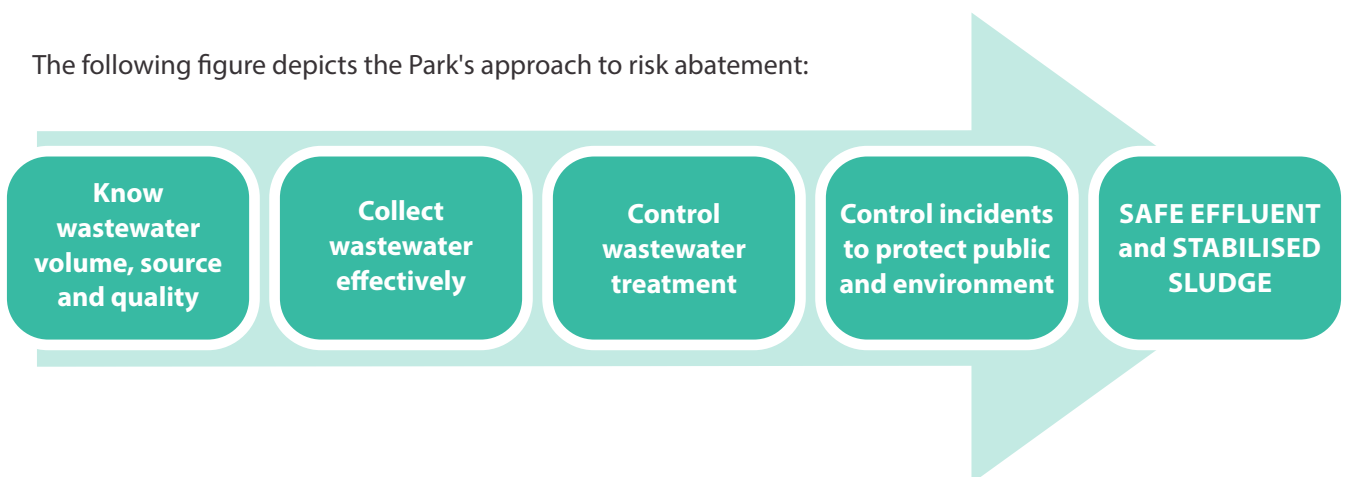 The following figure depicts the Park's approach to risk abatement:
Know
wastewater
volume, source
and quality
Collect
wastewater
effectively
Control
wastewater
treatment
Control incidents
to protect public
and environment
SAFE EFFLUENT
and STABILISED
SLUDGE